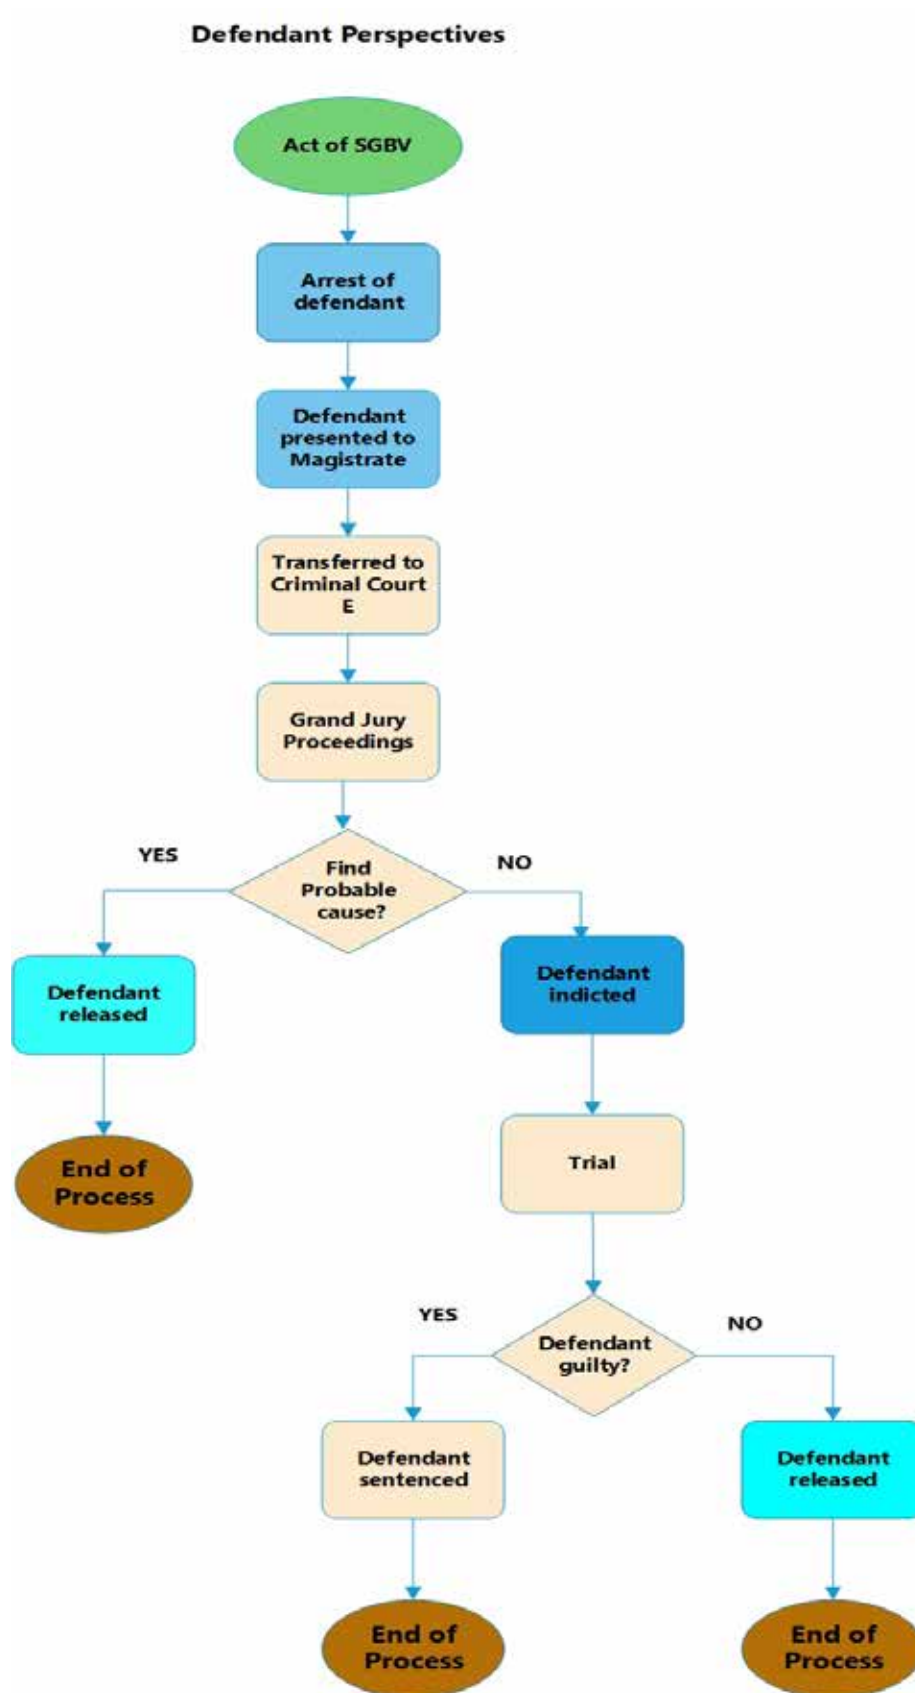 Defendant Perspectives
Act of SGBV
Arrest of
defendant
Defendant
presented to
Magistrate
Transferred to
Criminal Court
E
Grand Jury
Proceedings
YES
Find
Probable
cause?
NO
Defendant
released
Defendant
indicted
End of
Process
Trial
YES
Defendant
guilty?
NO
Defendant
sentenced
Defendant
released
End of
Process
End of
Process